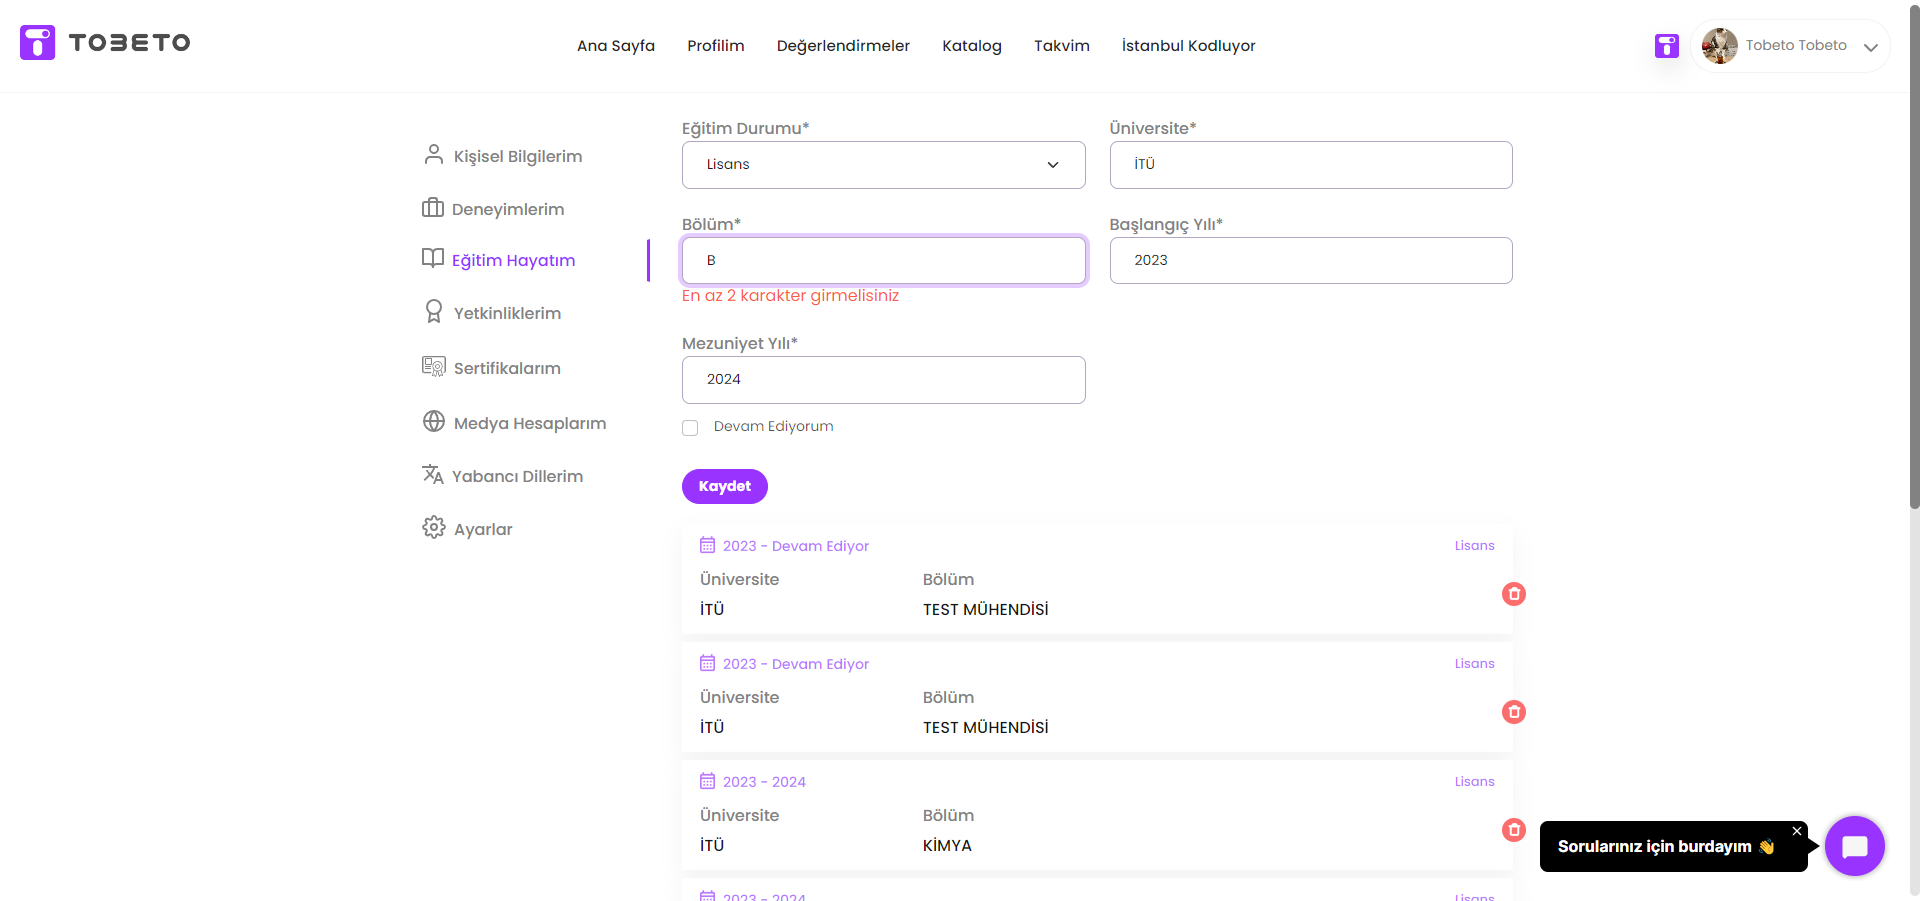 TOBETO
Ana Sayfa
Profilim
Değerlendirmeler
Katalog
Takvim
İstanbul Kodluyor
Tobeto Tobeto
Kişisel Bilgilerim
Deneyimlerim
Eğitim Hayatım
Yetkinliklerim
Sertifikalarım
Medya Hesaplarım
Yabancı Dillerim
Ayarlar
Eğitim Durumu*
Lisans
Üniversite*
İTÜ
Bölüm*
B
En az 2 karakter girmelisiniz
Başlangıç Yılı*
2023
Mezuniyet Yılı*
2024
Devam Ediyorum
Kaydet
2023 - Devam Ediyor
Lisans
Üniversite
Bölüm
İTÜ
TEST MÜHENDİSİ
2023 - Devam Ediyor
Lisans
Üniversite
Bölüm
İTÜ
TEST MÜHENDİSİ
2023 - 2024
Lisans
Üniversite
Bölüm
İTÜ
KİMYA
2023 - 2024
Lisans
Sorularınız için burdayım 👋